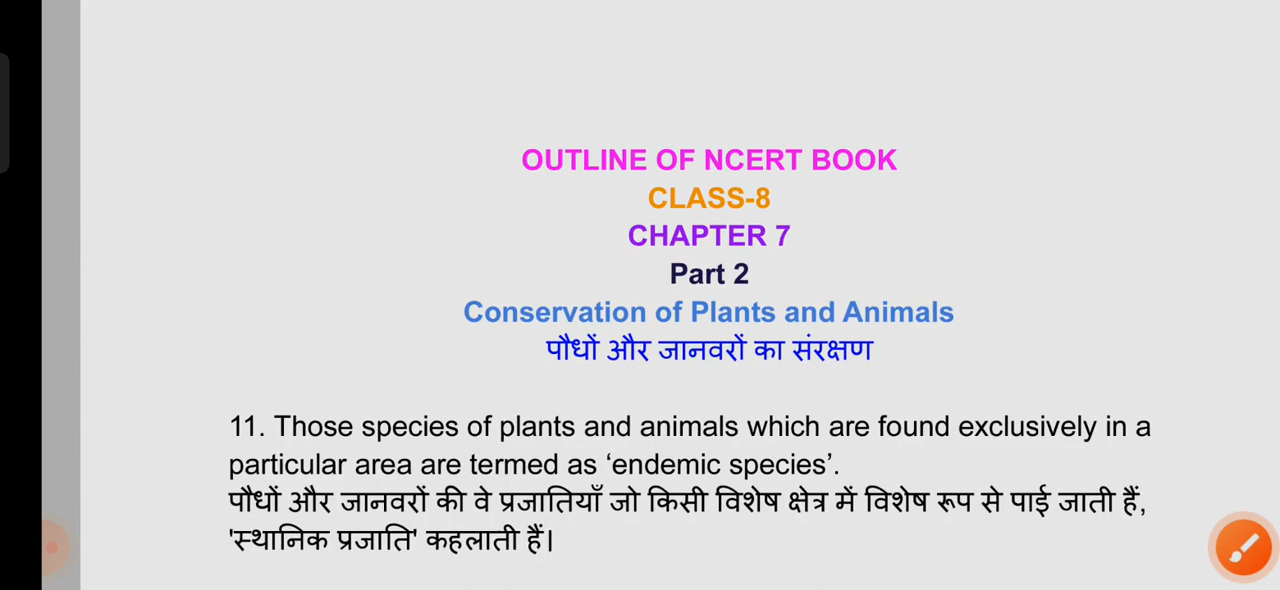 OUTLINE OF NCERT BOOK
CLASS-8
CHAPTER 7
Part 2
Conservation of Plants and Animals
पौधों और जानवरों का संरक्षण
11. Those species of plants and animals which are found exclusively in a
particular area are termed as ‘endemic species’.
पौधों और जानवरों की वे प्रजातियाँ जो किसी विशेष क्षेत्र में विशेष रूप से पाई जाती हैं,
'स्थानिक प्रजाति' कहलाती हैं।